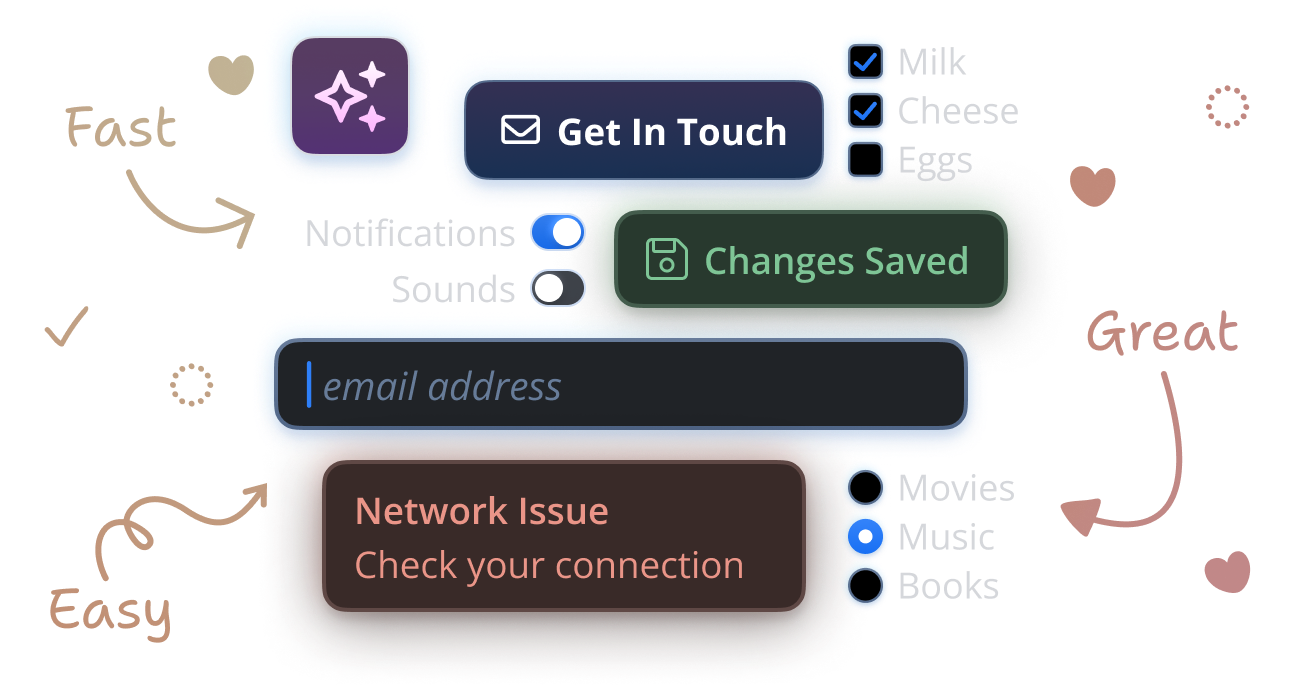 Fast
Get In Touch
Milk
Cheese
Eggs
Notifications
Sounds
Changes Saved
Great
email address
Easy
Network Issue
Check your connection
Movies
Music
Books